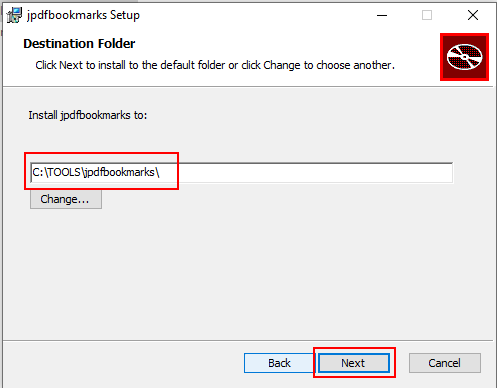 jpdfbookmarks Setup
Destination Folder
Click Next to install to the default folder or click Change to choose another.
Install jpdfbookmarks to:
C:\TOOLS\jpdfbookmarks\
Change...
Back Next Cancel